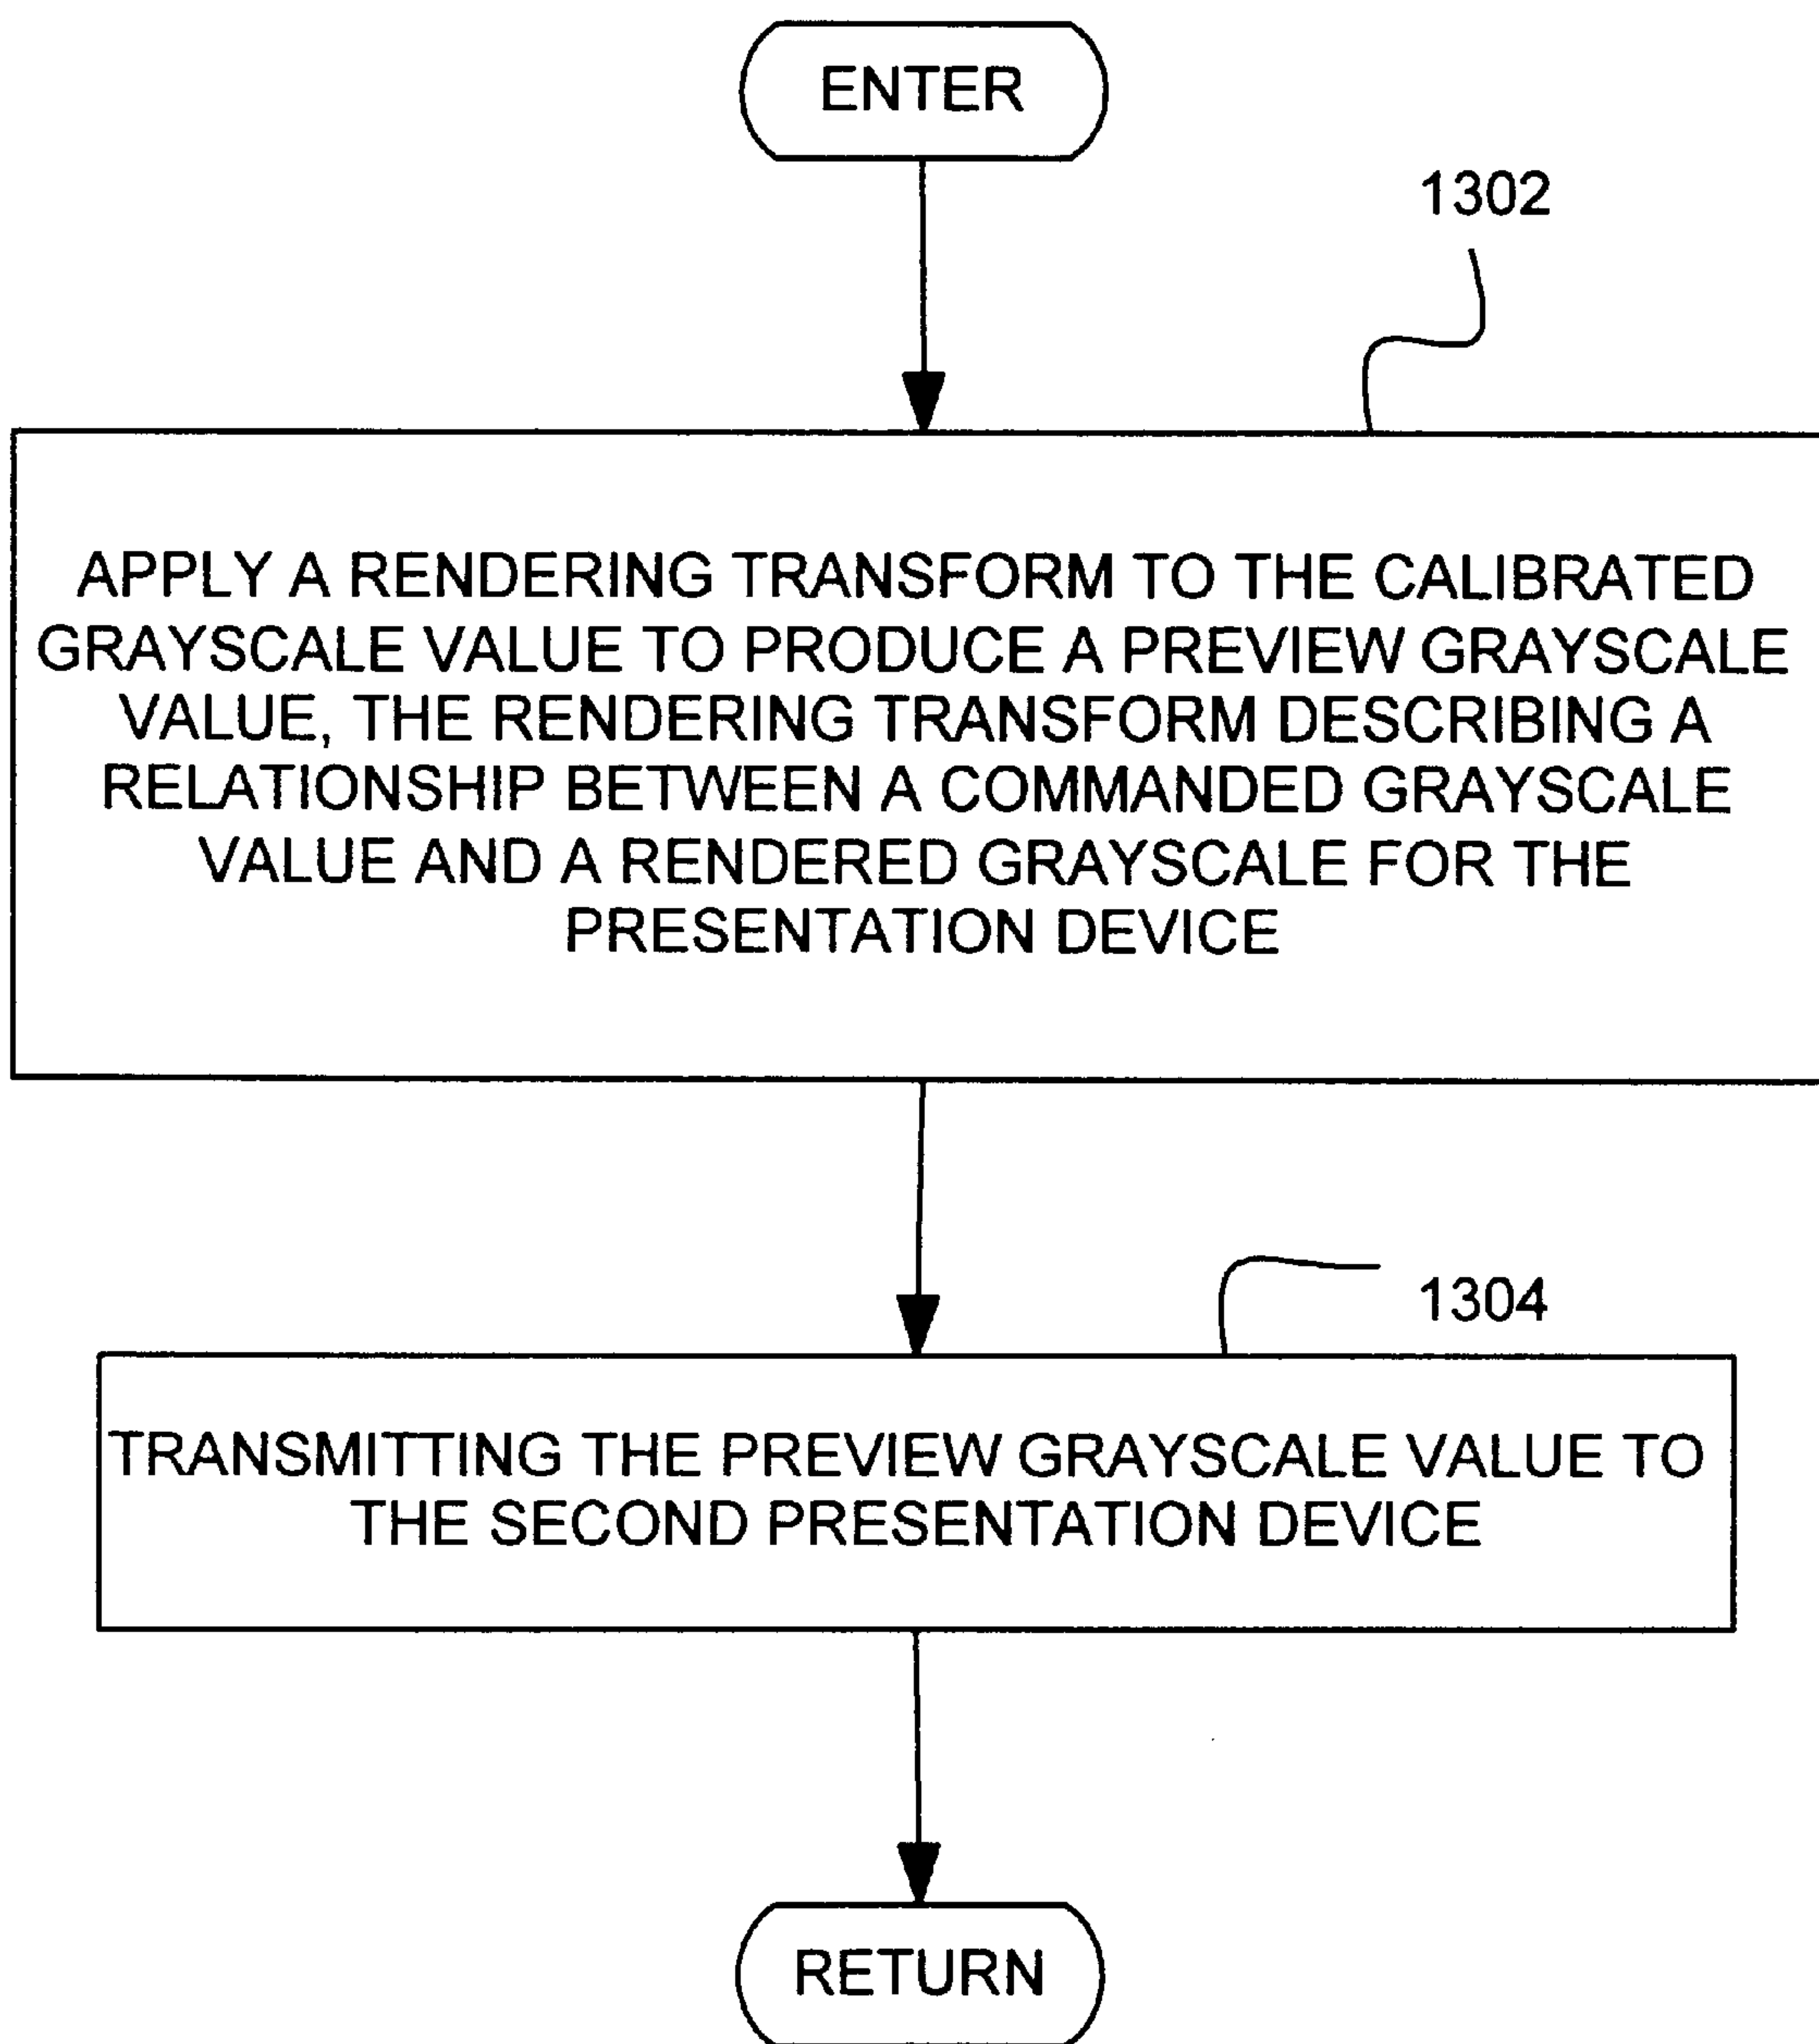 ENTER
1302
APPLY A RENDERING TRANSFORM TO THE CALIBRATED
GRAYSCALE VALUE TO PRODUCE A PREVIEW GRAYSCALE
VALUE, THE RENDERING TRANSFORM DESCRIBING A
RELATIONSHIP BETWEEN A COMMANDED GRAYSCALE
VALUE AND A RENDERED GRAYSCALE FOR THE
PRESENTATION DEVICE
1304
TRANSMITTING THE PREVIEW GRAYSCALE VALUE TO
THE SECOND PRESENTATION DEVICE
RETURN